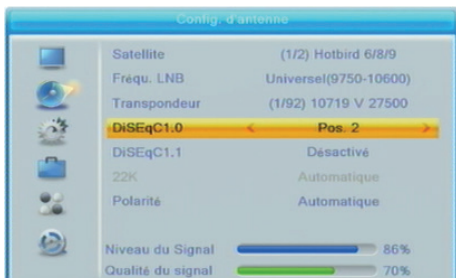 Config. d'antenne
Satellite (1/2) Hotbird 6/8/9
Fréqu. LNB Universel(9750-10600)
Transpondeur (1/92) 10719 V 27500
DiSEqC1.0 < Pos. 2 >
DiSEqC1.1 Désactivé
22K Automatique
Polarité Automatique
Niveau du Signal 86%
Qualité du signal 70%